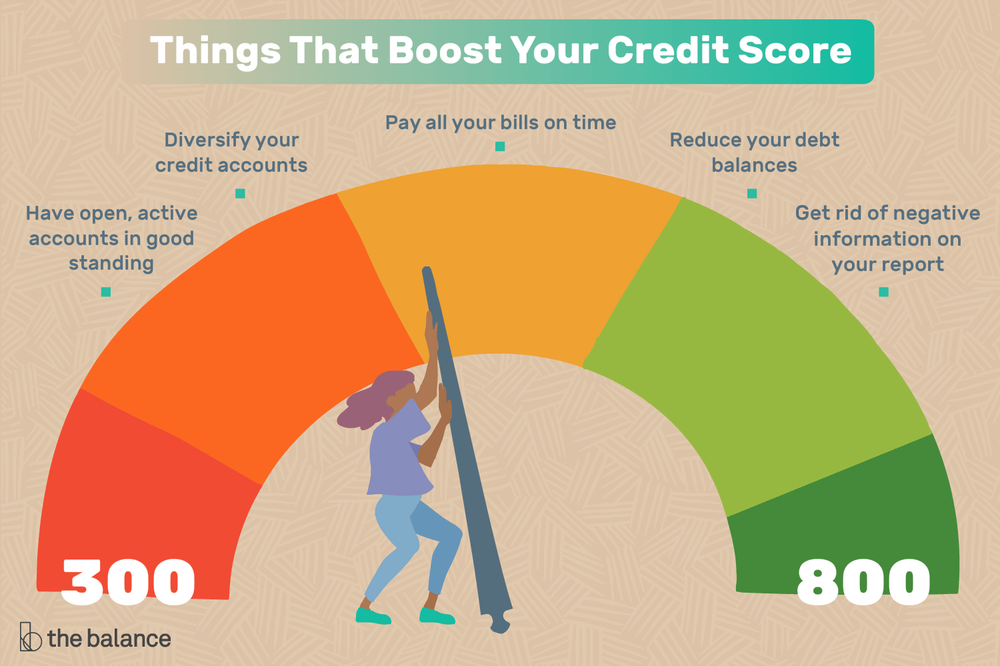 Things That Boost Your Credit Score
Pay all your bills on time
Diversify your
credit accounts
Reduce your debt
balances
Have open, active
accounts in good
standing
Get rid of negative
information on
your report
300
800
the balance